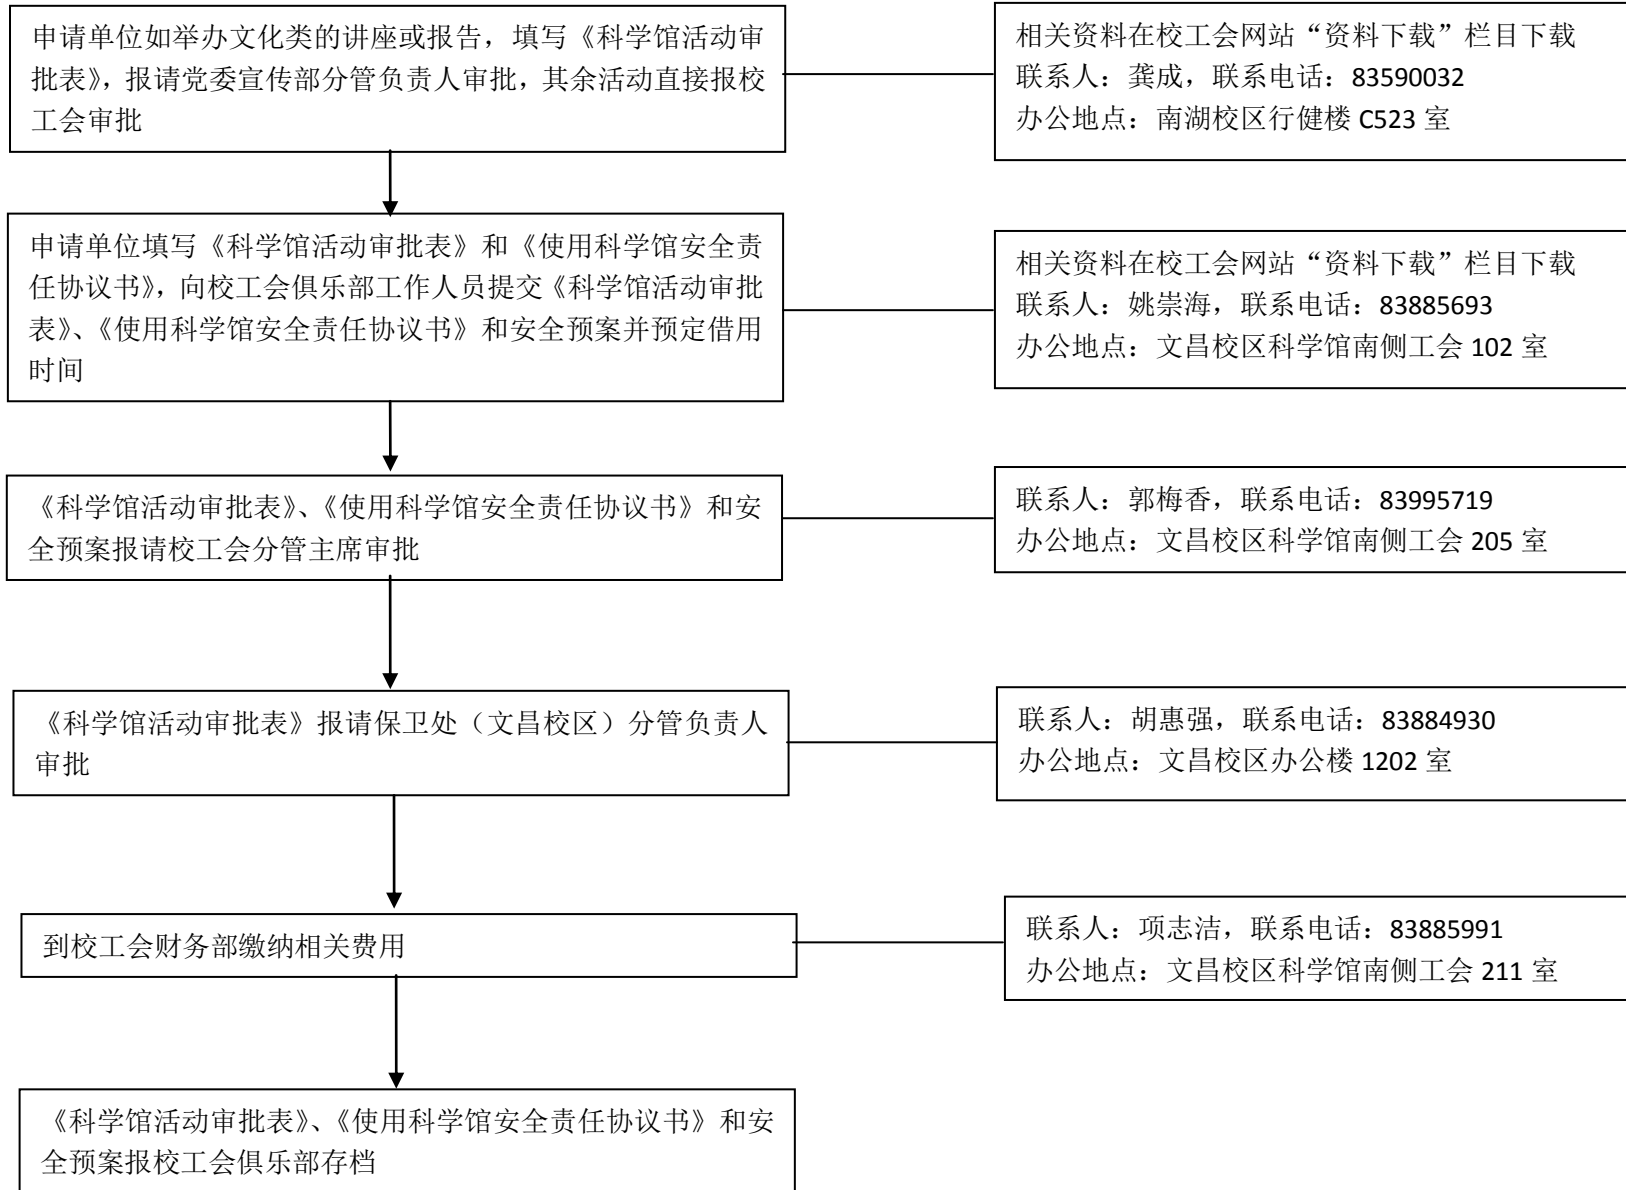 申请单位如举办文化类的讲座或报告，填写《科学馆活动审
批表》，报请党委宣传部分管负责人审批，其余活动直接报校
工会审批
相关资料在校工会网站“资料下载”栏目下载
联系人：龚成，联系电话：83590032
办公地点：南湖校区行健楼 C523 室
申请单位填写《科学馆活动审批表》和《使用科学馆安全责
任协议书》，向校工会俱乐部工作人员提交《科学馆活动审批
表》、《使用科学馆安全责任协议书》和安全预案并预定借用
时间
相关资料在校工会网站“资料下载”栏目下载
联系人：姚崇海，联系电话：83885693
办公地点：文昌校区科学馆南侧工会 102 室
《科学馆活动审批表》、《使用科学馆安全责任协议书》和安
全预案报请校工会分管主席审批
联系人：郭梅香，联系电话：83995719
办公地点：文昌校区科学馆南侧工会 205 室
《科学馆活动审批表》报请保卫处（文昌校区）分管负责人
审批
联系人：胡惠强，联系电话：83884930
办公地点：文昌校区办公楼 1202 室
到校工会财务部缴纳相关费用
联系人：项志洁，联系电话：83885991
办公地点：文昌校区科学馆南侧工会 211 室
《科学馆活动审批表》、《使用科学馆安全责任协议书》和安
全预案报校工会俱乐部存档